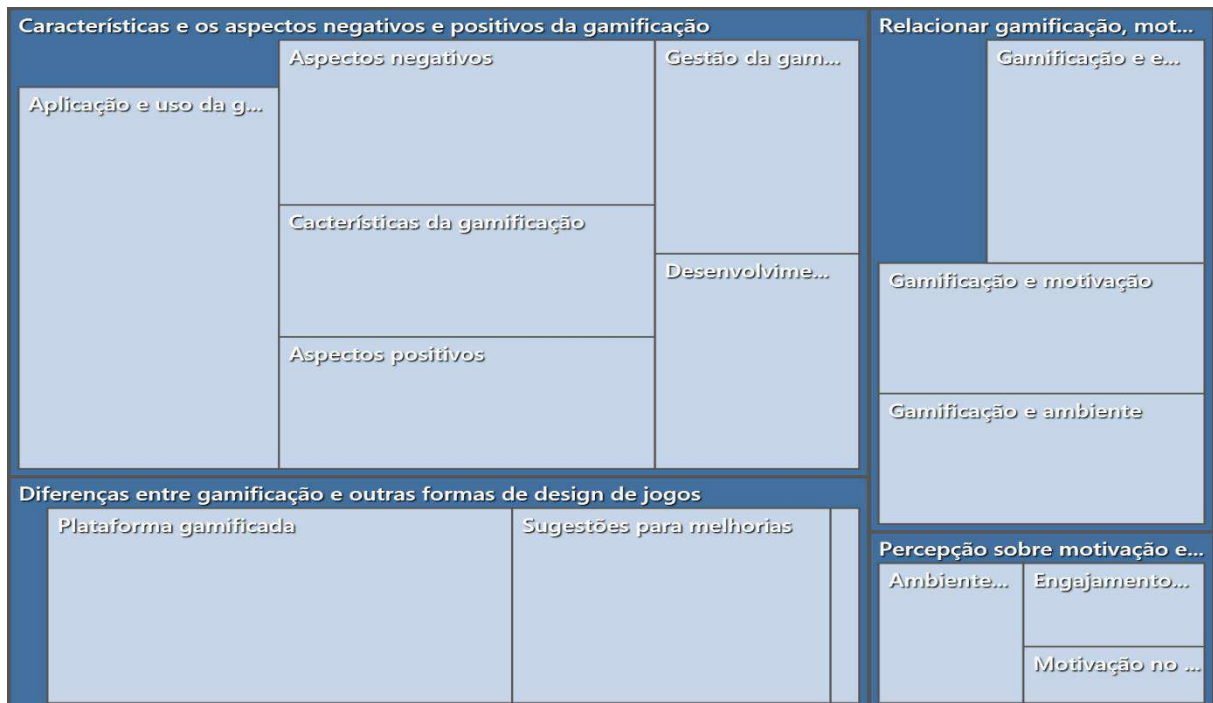 Características e os aspectos negativos e positivos da gamificação
Aplicação e uso da g...
Aspectos negativos
Cacterísticas da gamificação
Aspectos positivos
Gestão da gam...
Desenvolvime...
Relacionar gamificação, mot...
Gamificação e e...
Gamificação e motivação
Gamificação e ambiente
Diferenças entre gamificação e outras formas de design de jogos
Plataforma gamificada
Sugestões para melhorias
Percepção sobre motivação e...
Ambiente...
Engajamento...
Motivação no ...